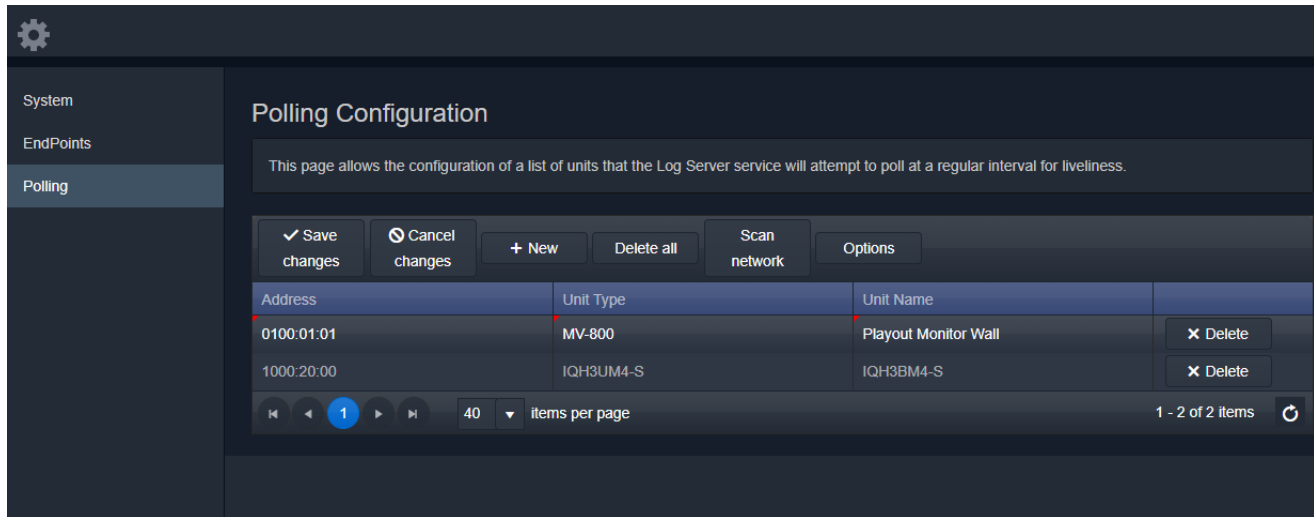 System
EndPoints
Polling
Polling Configuration
This page allows the configuration of a list of units that the Log Server service will attempt to poll at a regular interval for liveliness.
Save changes
Cancel changes
+ New
Delete all
Scan network
Options
Address Unit Type Unit Name
0100:01:01 MV-800 Playout Monitor Wall Delete
1000:20:00 IQH3UM4-S IQH3BM4-S Delete
1 40 items per page 1 - 2 of 2 items